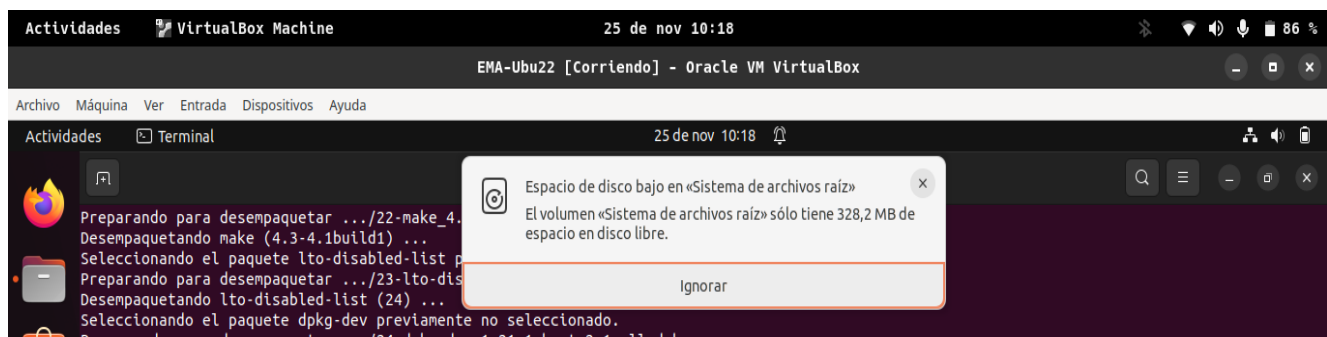 Actividades VirtualBox Machine 25 de nov 10:18 86 %
EMA-Ubu22 [Corriendo] - Oracle VM VirtualBox
Archivo Máquina Ver Entrada Dispositivos Ayuda
Actividades Terminal 25 de nov 10:18
Espacio de disco bajo en «Sistema de archivos raíz»
El volumen «Sistema de archivos raíz» sólo tiene 328,2 MB de
espacio en disco libre.
Ignorar
Preparando para desempaquetar .../22-make_4.
Desempaquetando make (4.3-4.1build1) ...
Seleccionando el paquete lto-disabled-list p
Preparando para desempaquetar .../23-lto-dis
Desempaquetando lto-disabled-list (24) ...
Seleccionando el paquete dpkg-dev previamente no seleccionado.